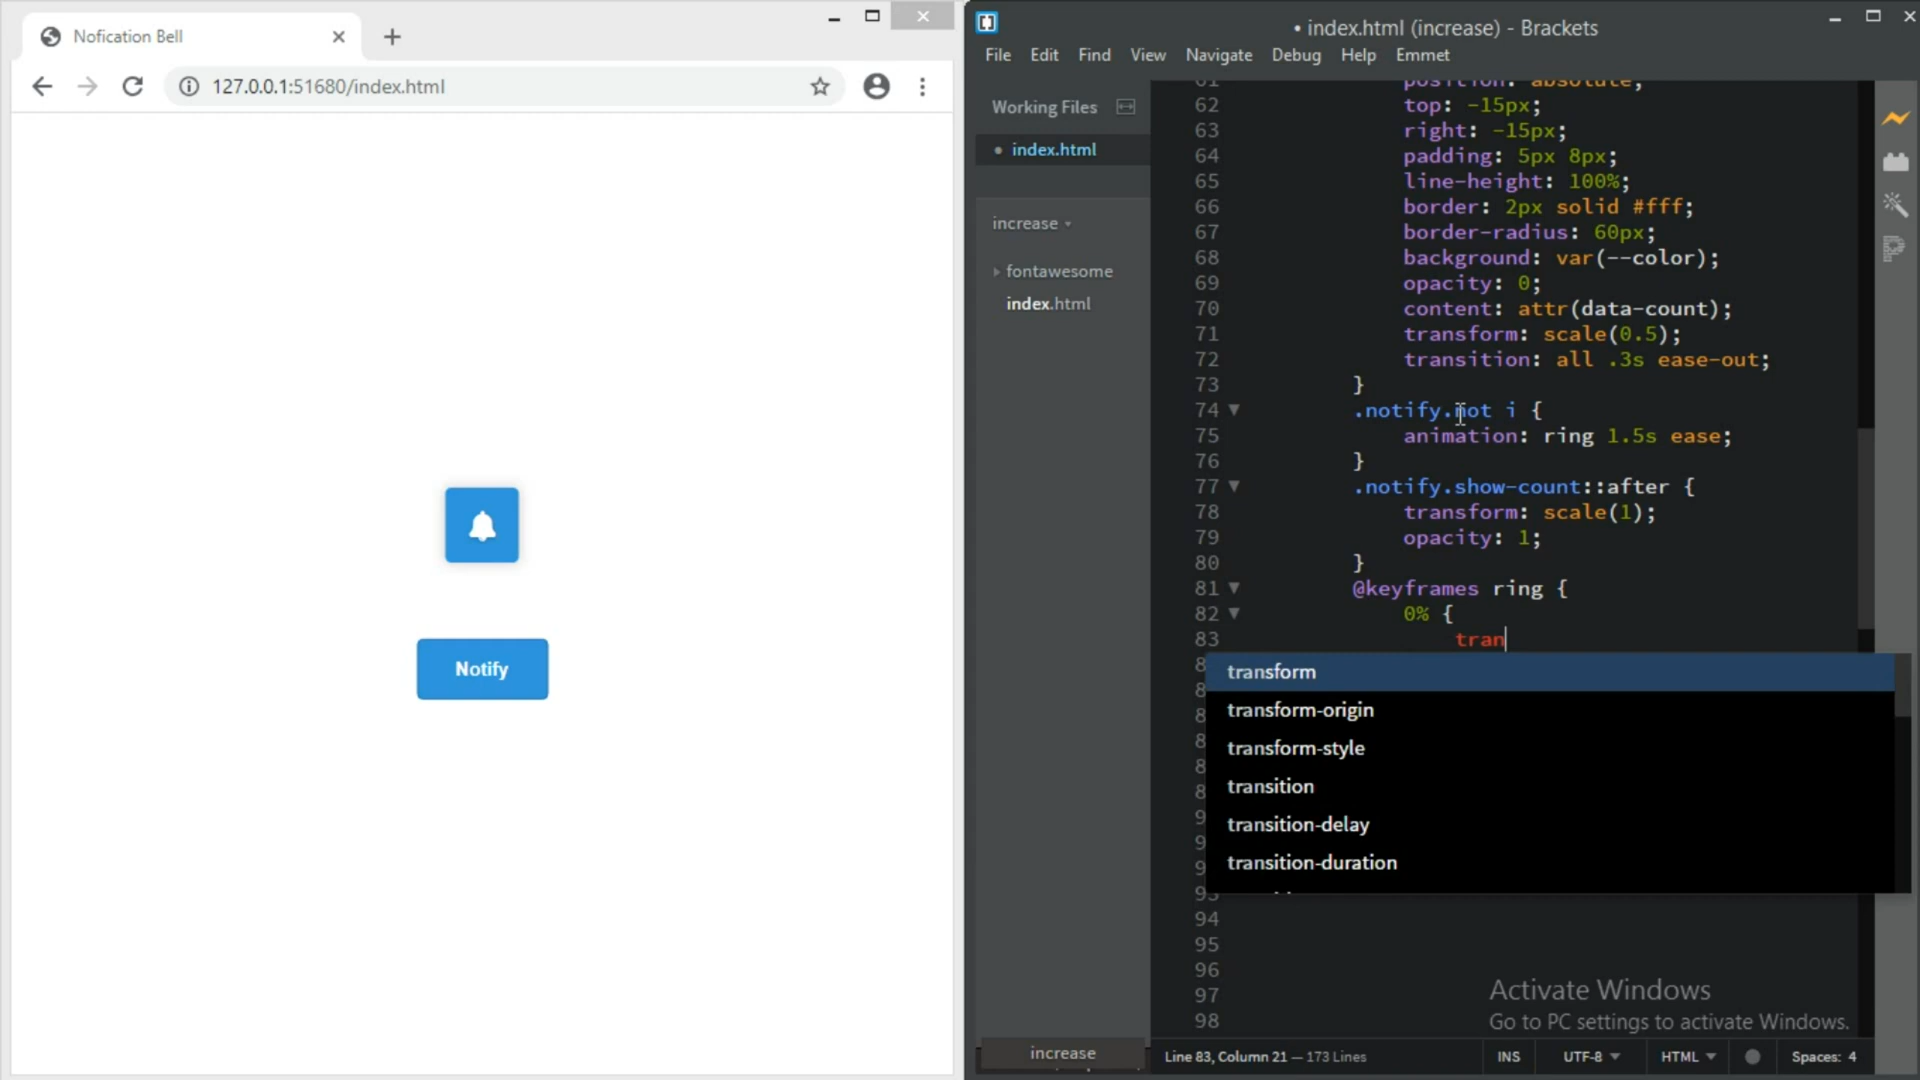 Nofication Bell
127.0.0.1:51680/index.html
Notify
• index.html (increase) - Brackets
File Edit Find View Navigate Debug Help Emmet
Working Files
• index.html
increase
fontawesome
index.html
61 position: absolute;
62 top: -15px;
63 right: -15px;
64 padding: 5px 8px;
65 line-height: 100%;
66 border: 2px solid #fff;
67 border-radius: 60px;
68 background: var(--color);
69 opacity: 0;
70 content: attr(data-count);
71 transform: scale(0.5);
72 transition: all .3s ease-out;
73 }
74 .notify.not i {
75 animation: ring 1.5s ease;
76 }
77 .notify.show-count::after {
78 transform: scale(1);
79 opacity: 1;
80 }
81 @keyframes ring {
82 0% {
83 tran
transform
transform-origin
transform-style
transition
transition-delay
transition-duration
93
94
95
96
97
98
Activate Windows
Go to PC settings to activate Windows.
increase
Line 83, Column 21 — 173 Lines
INS UTF-8 HTML Spaces: 4